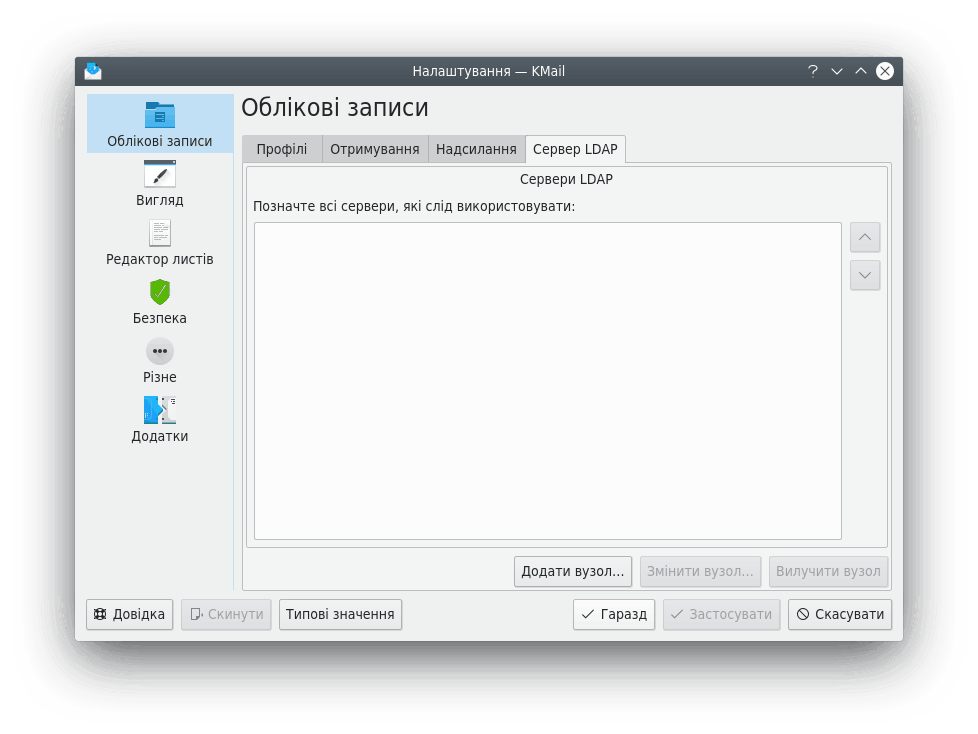 Налаштування — KMail
Облікові записи
Вигляд
Редактор листів
Безпека
Різне
Додатки
Облікові записи
Профілі Отримування Надсилання Сервер LDAP
Сервери LDAP
Позначте всі сервери, які слід використовувати:
Додати вузол... Змінити вузол... Вилучити вузол
Довідка Скинути Типові значення Гаразд Застосувати Скасувати